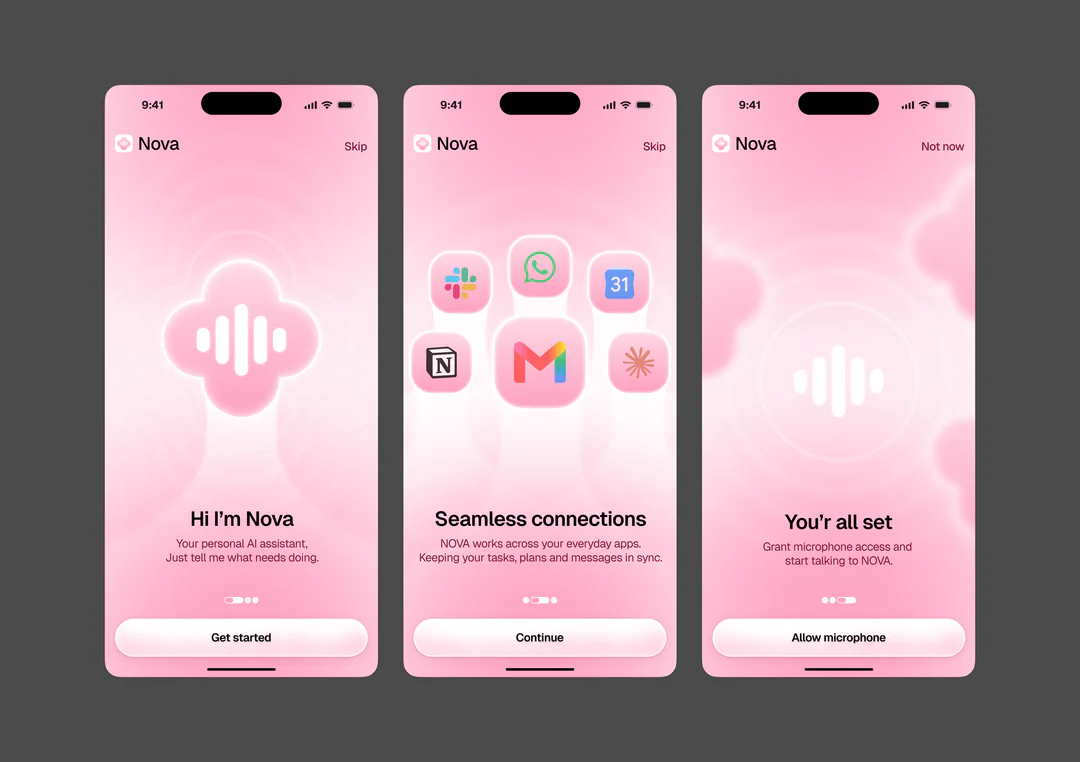 9:41
Nova
Skip
Hi I’m Nova
Your personal AI assistant,
Just tell me what needs doing.
Get started
9:41
Nova
Skip
31
N
Seamless connections
NOVA works across your everyday apps.
Keeping your tasks, plans and messages in sync.
Continue
9:41
Nova
Not now
You’r all set
Grant microphone access and
start talking to NOVA.
Allow microphone